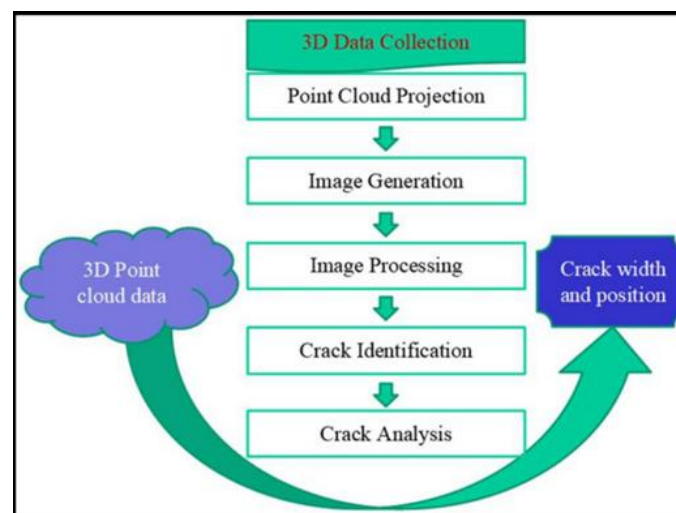 3D Data Collection
Point Cloud Projection
Image Generation
3D Point
cloud data
Image Processing
Crack width
and position
Crack Identification
Crack Analysis